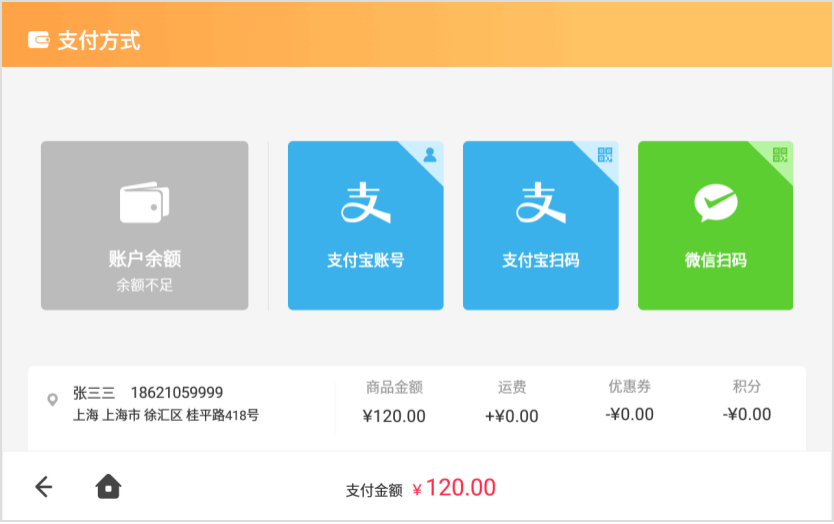 支付方式
账户余额
余额不足
支付宝账号
支付宝扫码
微信扫码
张三三 18621059999
上海 上海市 徐汇区 桂平路418号
商品金额
¥120.00
运费
+¥0.00
优惠券
-¥0.00
积分
-¥0.00
支付金额 ¥120.00